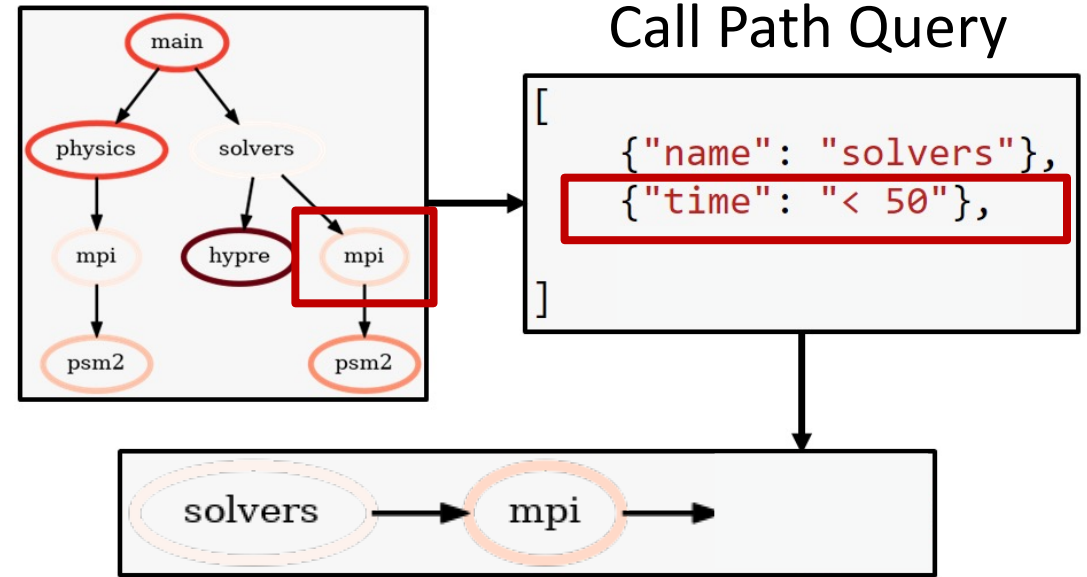 Call Path Query
main
physics
solvers
mpi
hypre
mpi
psm2
psm2
[
{"name": "solvers"},
{"time": "< 50"},
]
solvers
mpi